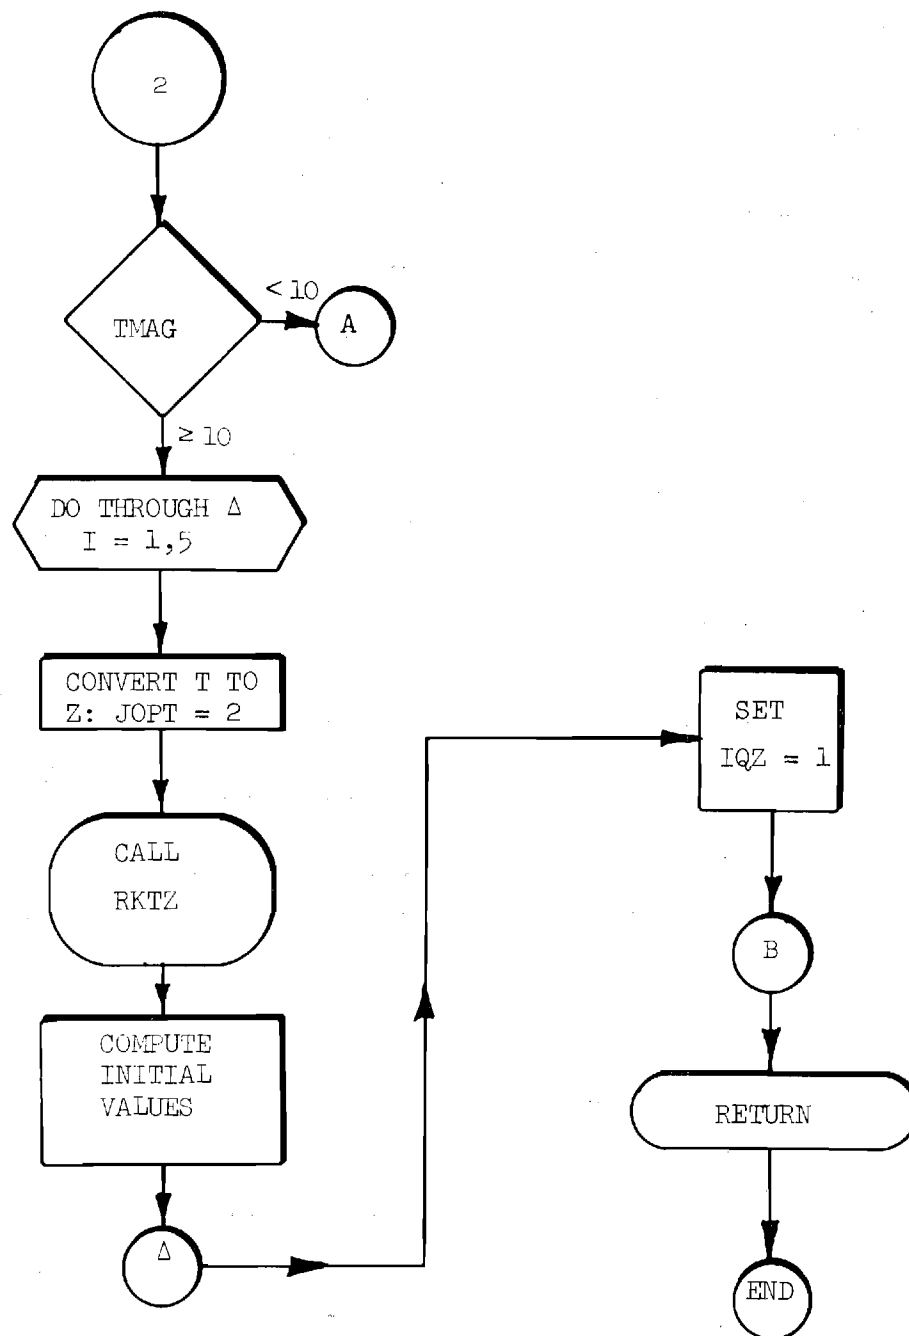 2
TMAG
< 10
A
≥ 10
DO THROUGH Δ
I = 1,5
CONVERT T TO
Z: JOPT = 2
CALL
RKTZ
COMPUTE
INITIAL
VALUES
Δ
SET
IQZ = 1
B
RETURN
END